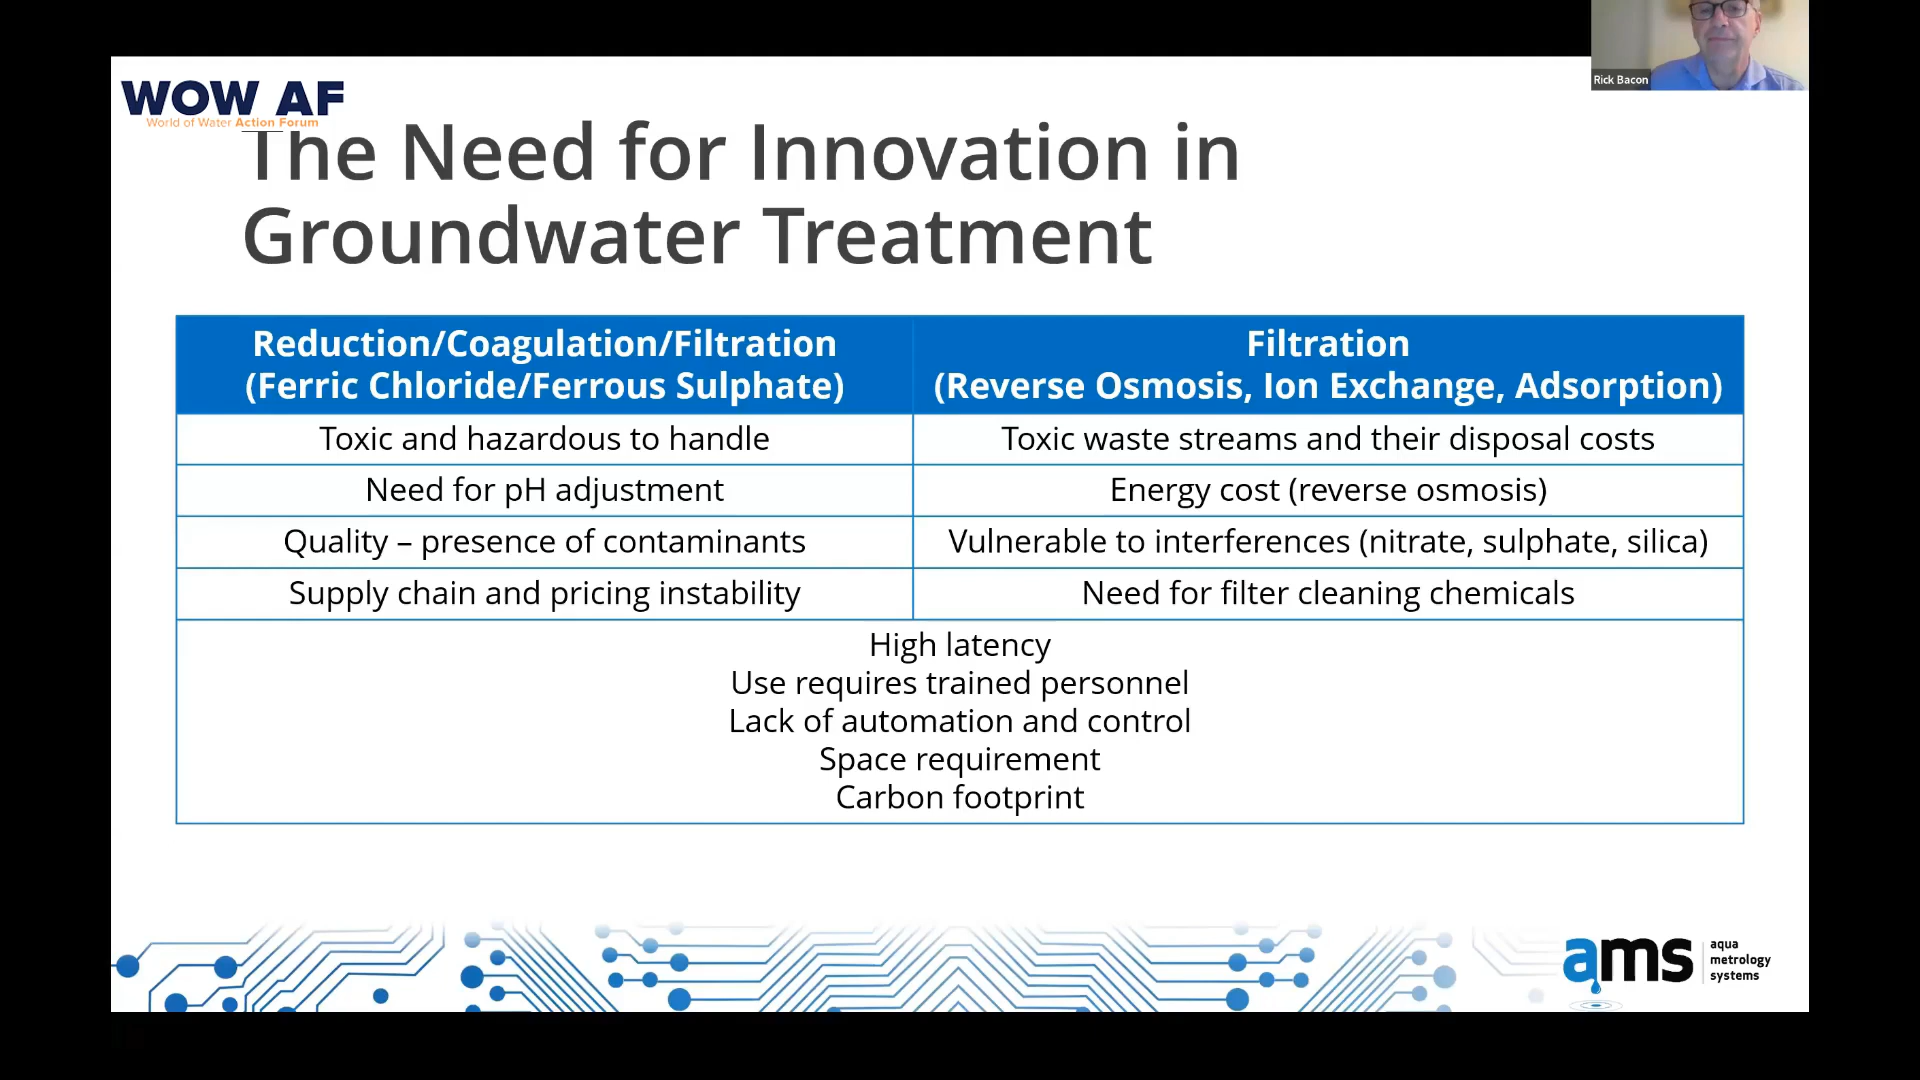 Rick Bacon
WOW AF
World of Water Action Forum
The Need for Innovation in
Groundwater Treatment
Reduction/Coagulation/Filtration
(Ferric Chloride/Ferrous Sulphate)
Filtration
(Reverse Osmosis, Ion Exchange, Adsorption)
Toxic and hazardous to handle
Toxic waste streams and their disposal costs
Need for pH adjustment
Energy cost (reverse osmosis)
Quality – presence of contaminants
Vulnerable to interferences (nitrate, sulphate, silica)
Supply chain and pricing instability
Need for filter cleaning chemicals
High latency
Use requires trained personnel
Lack of automation and control
Space requirement
Carbon footprint
ams
aqua
metrology
systems